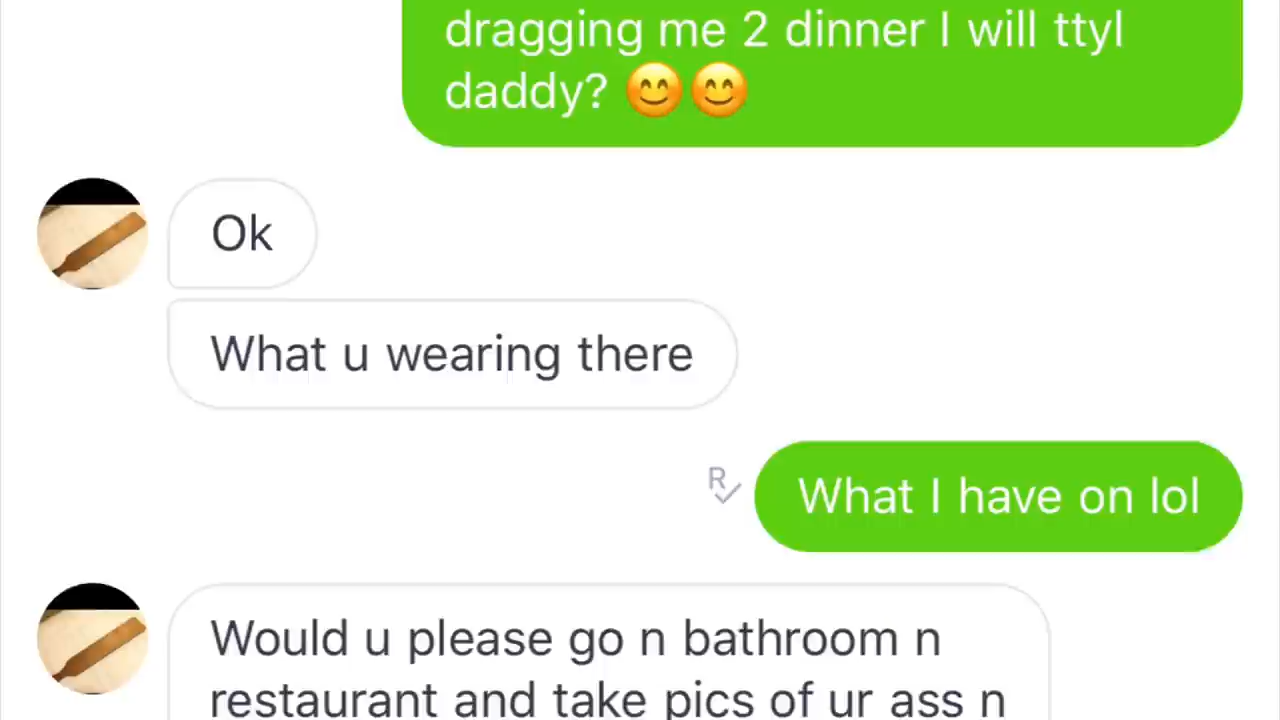 dragging me 2 dinner I will ttyl
daddy? 😊😊
Ok
What u wearing there
R
What I have on lol
Would u please go n bathroom n
restaurant and take pics of ur ass n